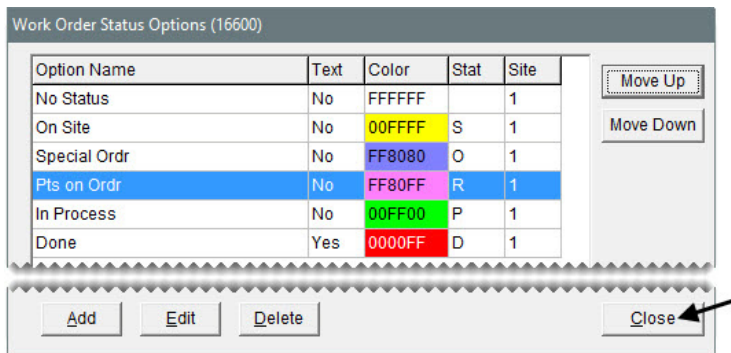 Work Order Status Options (16600)
Option Name Text Color Stat Site
No Status No FFFFFF 1
On Site No 00FFFF S 1
Special Ordr No FF8080 O 1
Pts on Ordr No FF80FF R 1
In Process No 00FF00 P 1
Done Yes 0000FF D 1
Move Up
Move Down
Add Edit Delete Close